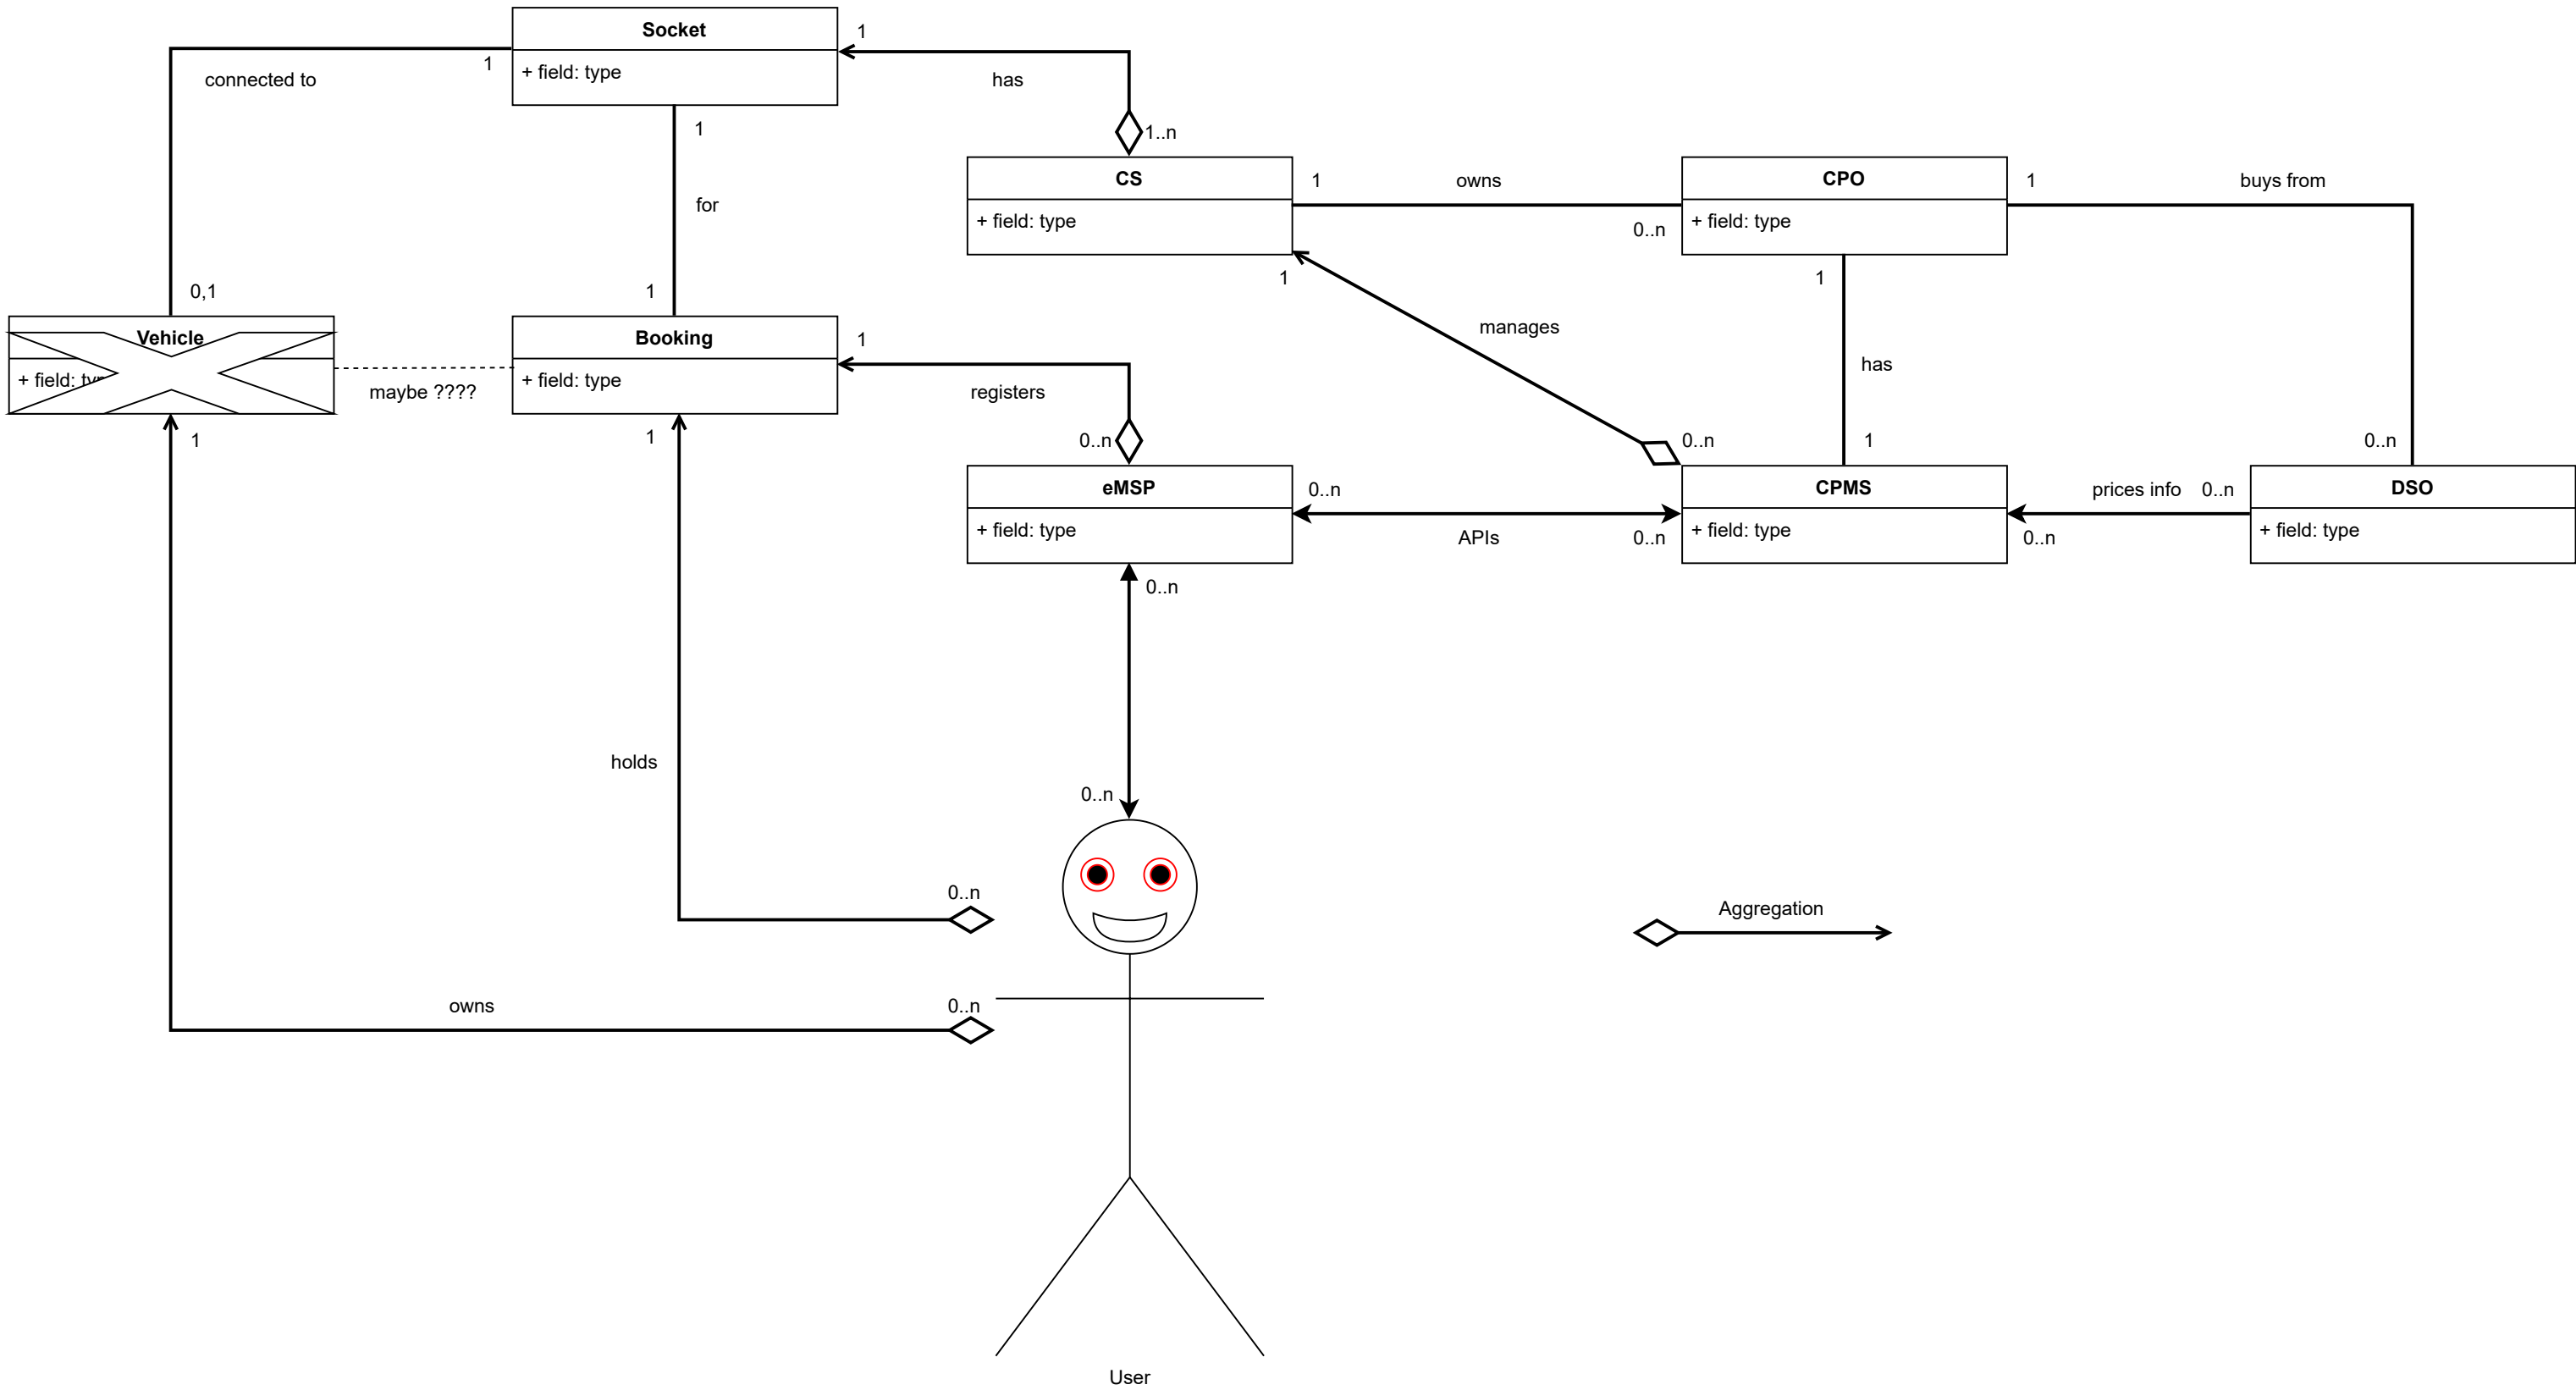 Socket
+ field: type
1
connected to
1
has
1
1..n
for
CS
+ field: type
1
owns
0..n
CPO
+ field: type
1
buys from
0,1
1
1
1
manages
Vehicle
+ field:
maybe ????
Booking
+ field: type
1
registers
has
1
1
0..n
0..n
1
0..n
eMSP
+ field: type
0..n
APIs
0..n
CPMS
+ field: type
prices info
0..n
0..n
DSO
+ field: type
0..n
holds
0..n
0..n
Aggregation
owns
0..n
User